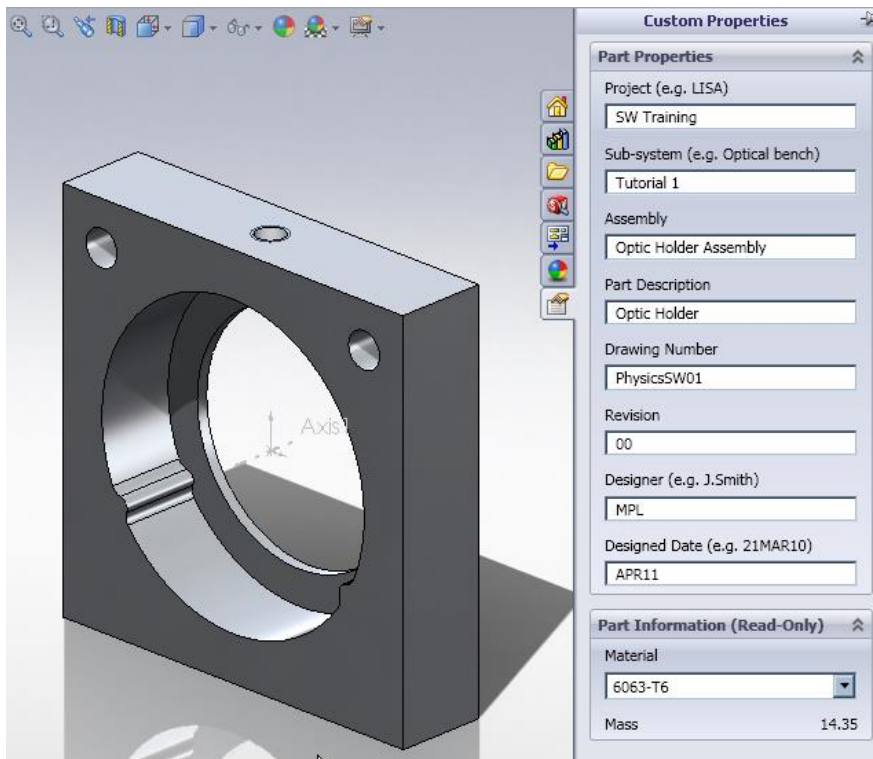 Custom Properties
Part Properties
Project (e.g. LISA)
SW Training
Sub-system (e.g. Optical bench)
Tutorial 1
Assembly
Optic Holder Assembly
Part Description
Optic Holder
Drawing Number
PhysicsSW01
Revision
00
Designer (e.g. J.Smith)
MPL
Designed Date (e.g. 21MAR10)
APR11
Part Information (Read-Only)
Material
6063-T6
Mass 14.35
Axis1